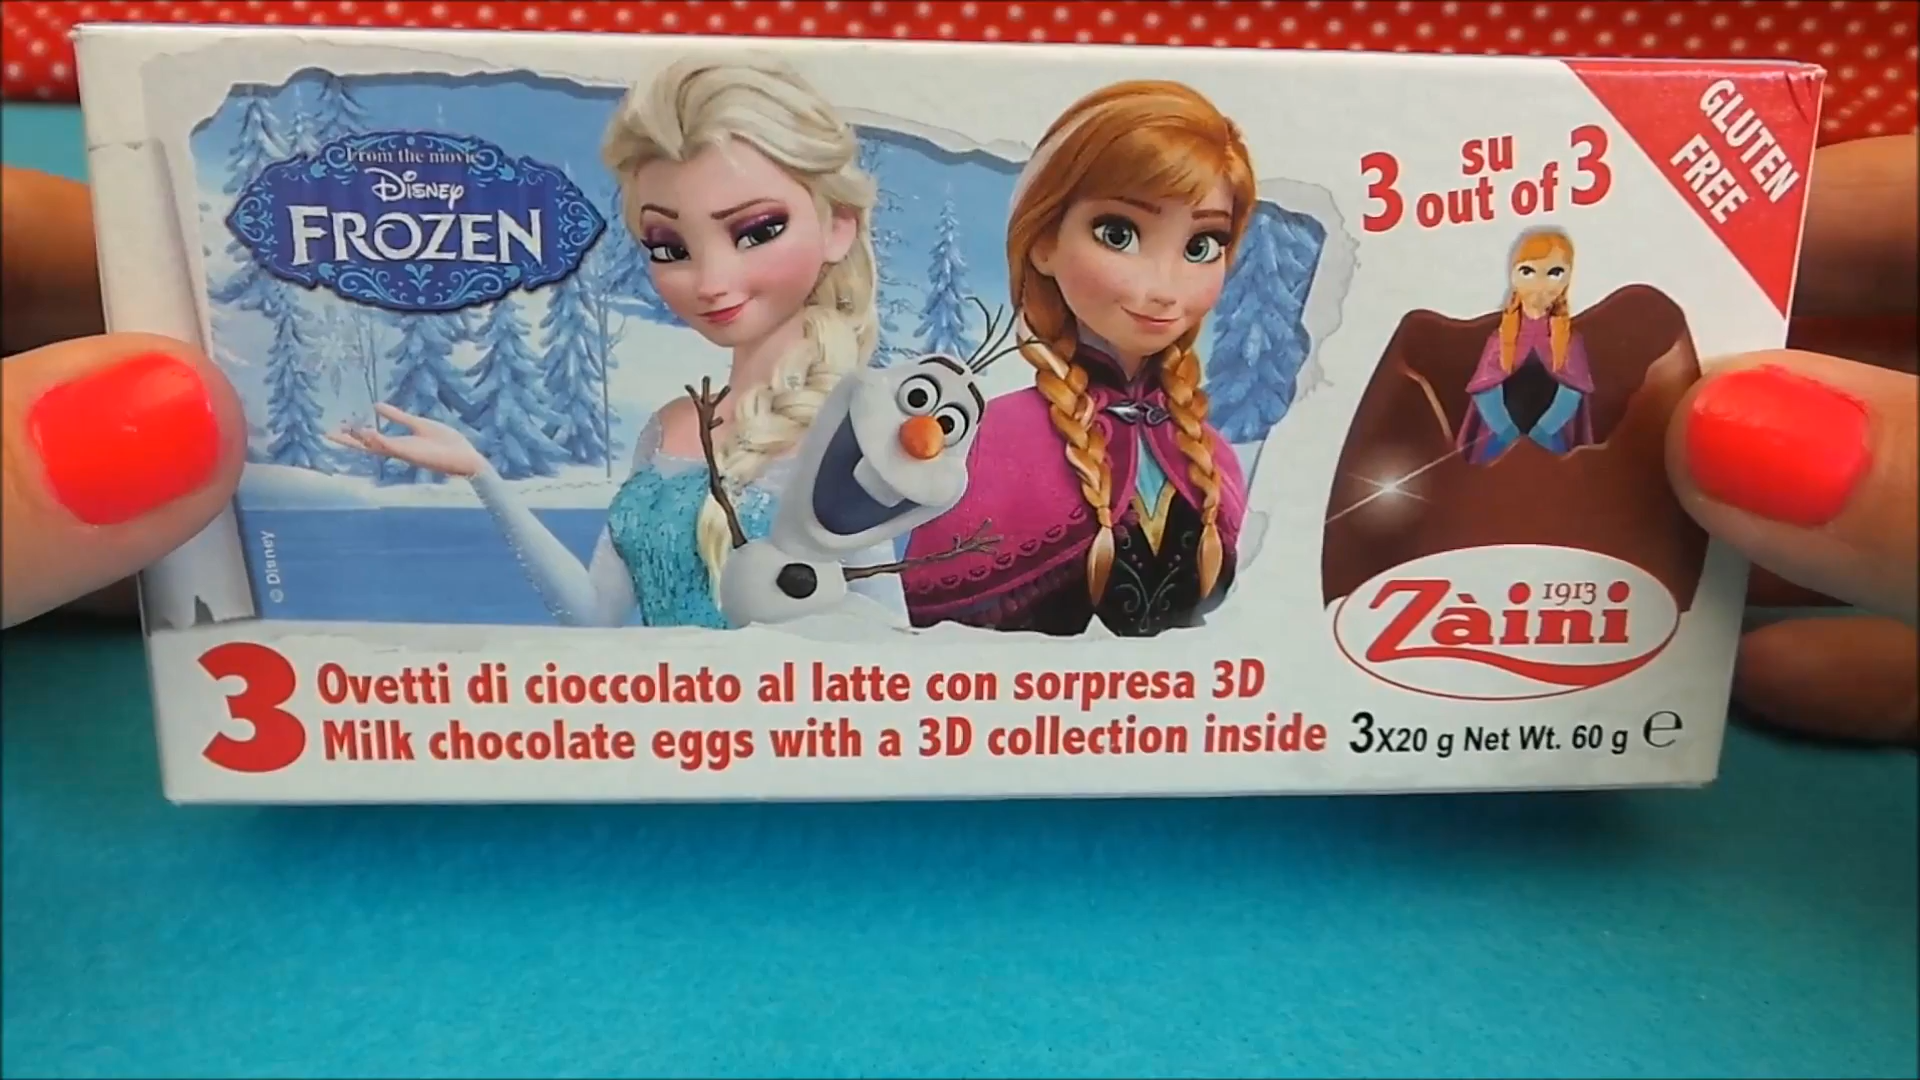 From the movie
Disney
FROZEN
su
3 out of 3
GLUTEN
FREE
© Disney
1913
Zàini
3 Ovetti di cioccolato al latte con sorpresa 3D
Milk chocolate eggs with a 3D collection inside
3x20 g Net Wt. 60 g ℮